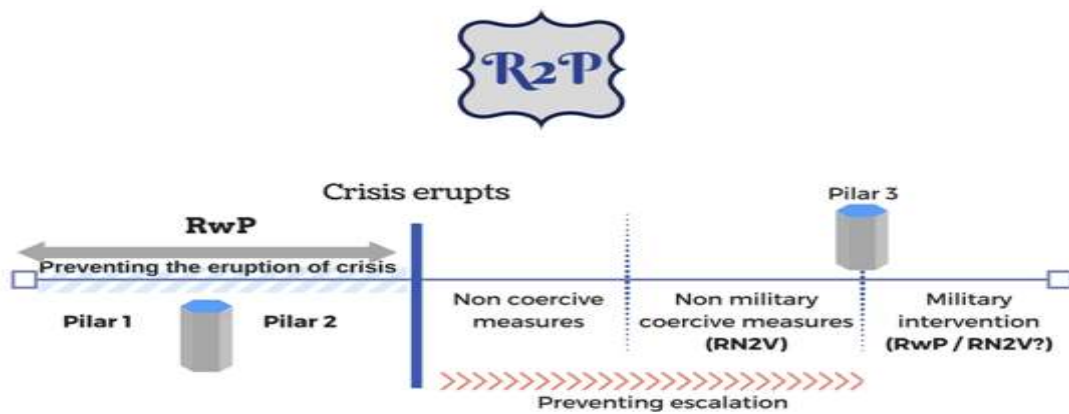 R2P
Crisis erupts
Pilar 3
RwP
Preventing the eruption of crisis
Pilar 1
Pilar 2
Non coercive
measures
Non military
coercive measures
(RN2V)
Military
intervention
(RwP / RN2V?)
Preventing escalation